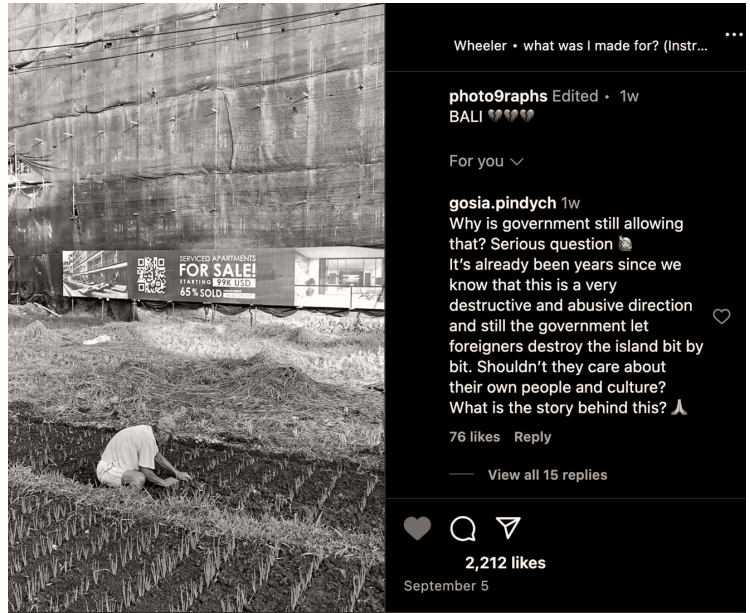 SERVICED APARTMENTS
FOR SALE!
STARTING 99K USD
65% SOLD
Wheeler • what was I made for? (Instr...
photo9raphs Edited • 1w
BALI 💔💔💔
For you
gosia.pindych 1w
Why is government still allowing
that? Serious question 🙋🏼
It’s already been years since we
know that this is a very
destructive and abusive direction
and still the government let
foreigners destroy the island bit by
bit. Shouldn’t they care about
their own people and culture?
What is the story behind this? 🙏🏼
76 likes Reply
View all 15 replies
2,212 likes
September 5